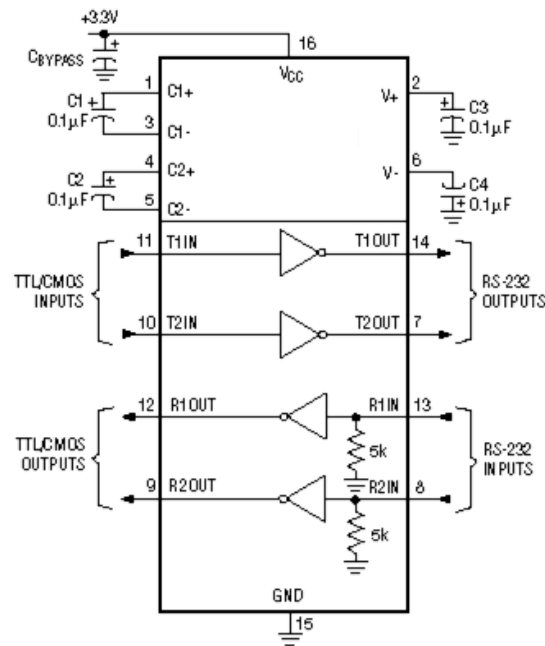 +3.3V
CBYPASS
+
16
VCC
1
C1+
2
V+
C1
+
0.1µF
+
C3
0.1µF
3
C1-
4
C2+
6
V-
C2
+
0.1µF
C4
+
0.1µF
5
C2-
11
T1IN
T1OUT
14
TTL/CMOS
INPUTS
RS-232
OUTPUTS
10
T2IN
T2OUT
7
12
R1OUT
R1IN
13
TTL/CMOS
OUTPUTS
5k
RS-232
INPUTS
9
R2OUT
R2IN
8
5k
GND
15